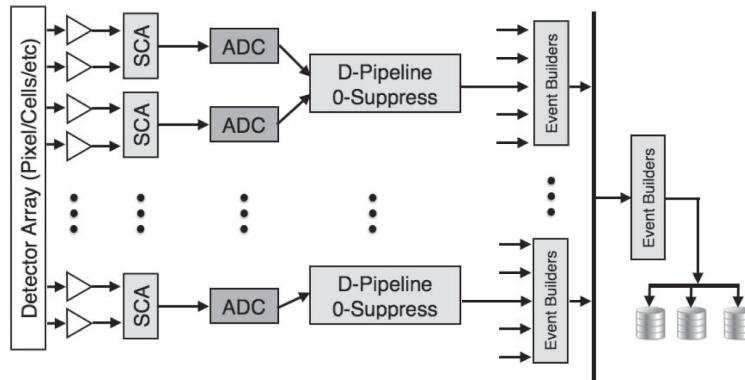 Detector Array (Pixel/Cells/etc)
SCA
ADC
SCA
ADC
D-Pipeline
0-Suppress
Event Builders
Event Builders
SCA
ADC
D-Pipeline
0-Suppress
Event Builders